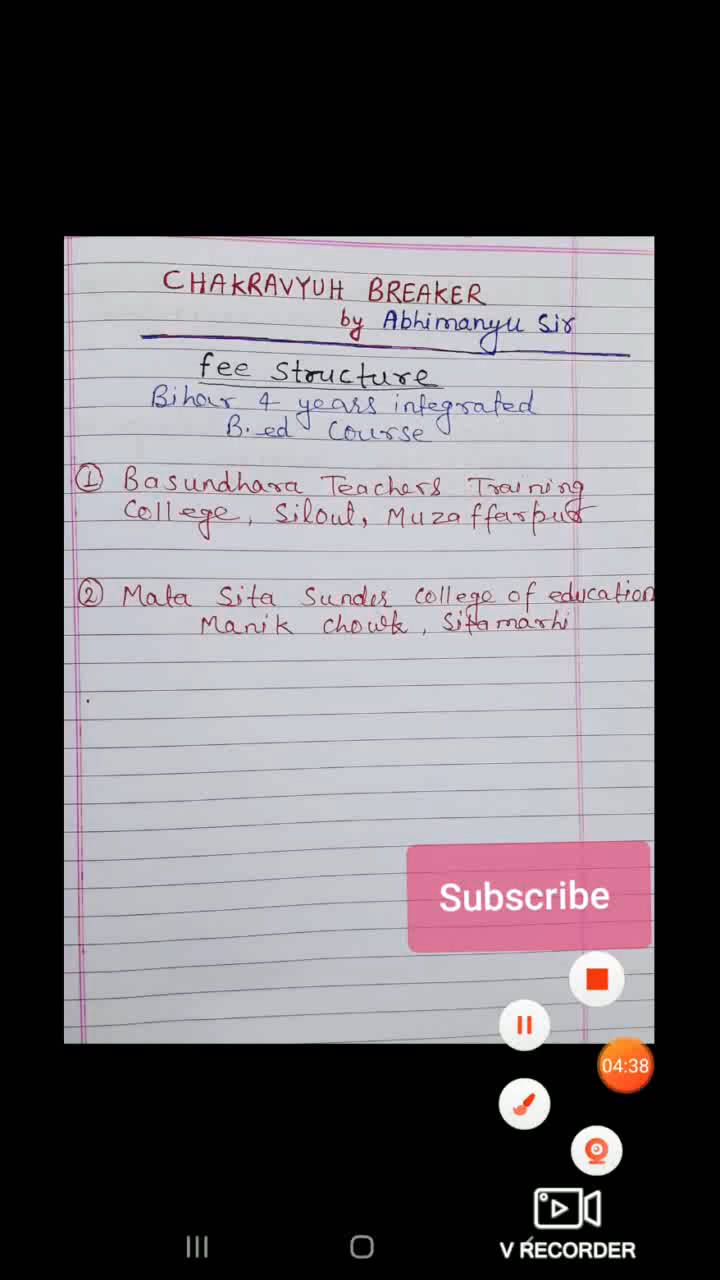 CHAKRAVYUH BREAKER
by Abhimanyu Sir
fee structure
Bihar 4 years integrated
B.ed Course
① Basundhara Teachers Training
College, Silout, Muzaffarpur
② Mata Sita Sunder College of education
Manik Chowk, Sitamarhi
Subscribe
04:38
V RECORDER